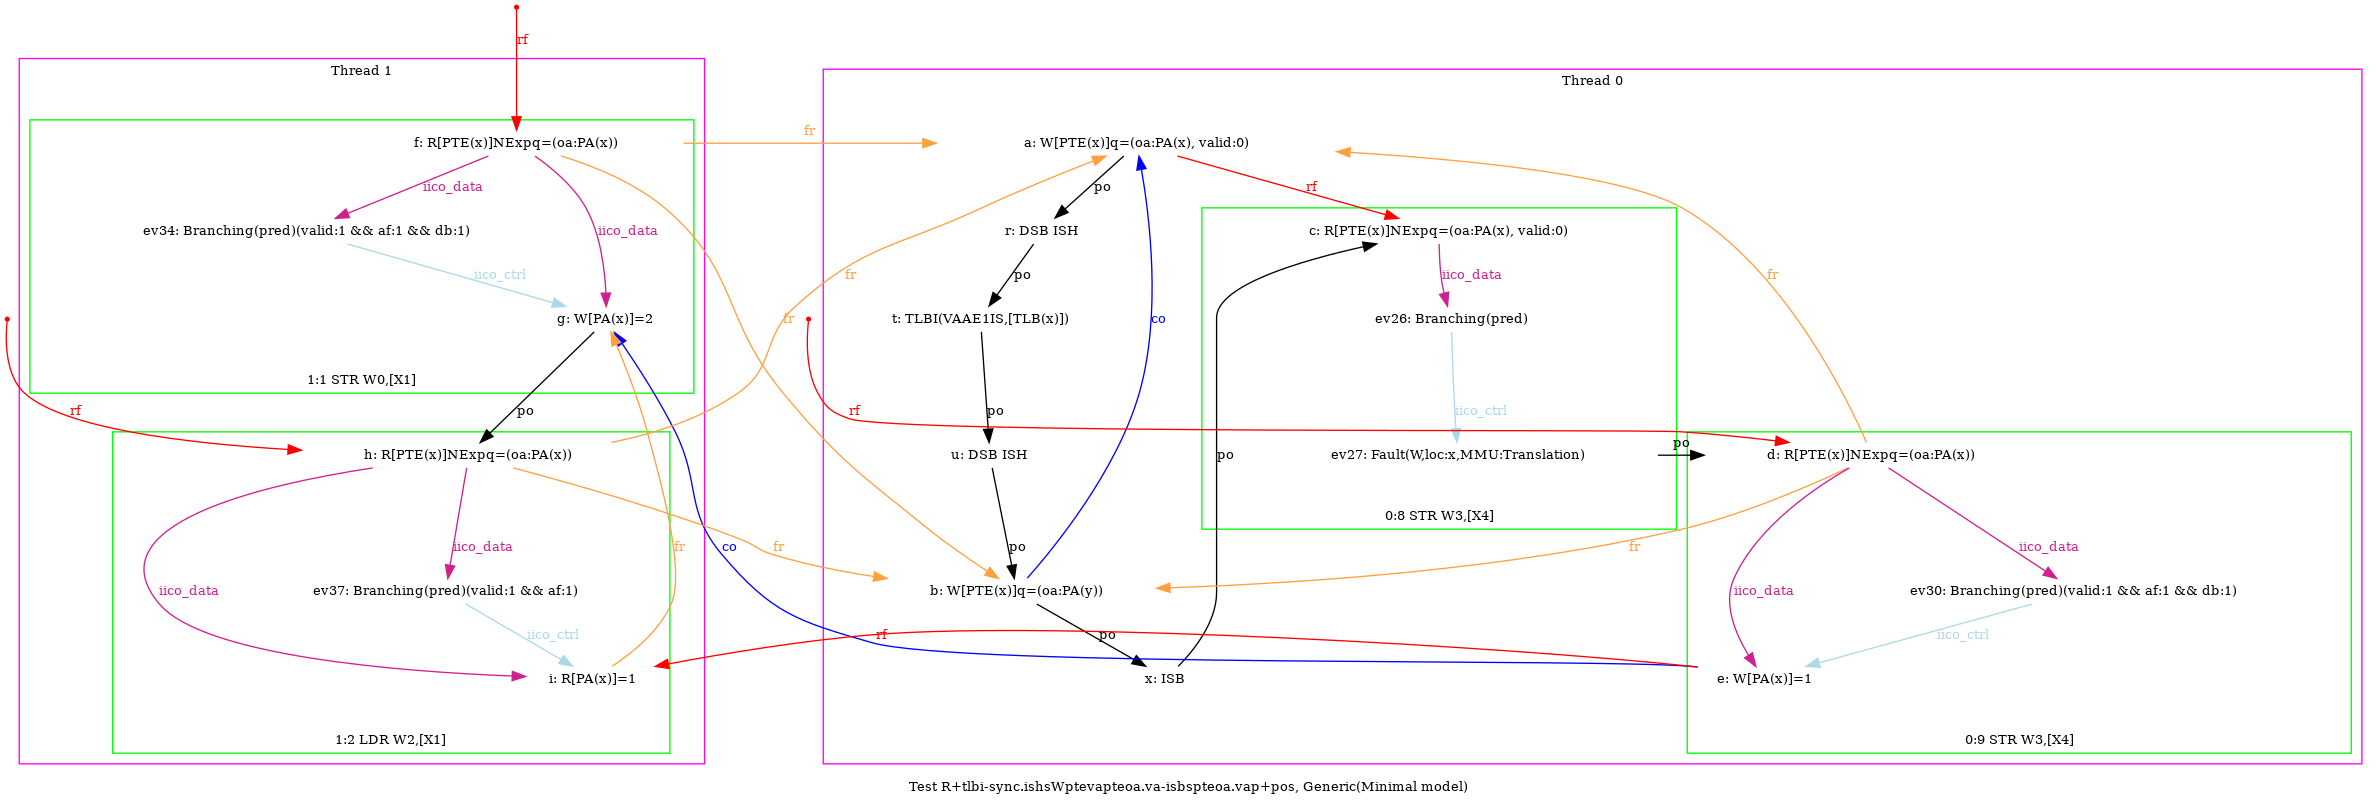 rf
Thread 1
Thread 0
f: R[PTE(x)]NExpq=(oa:PA(x))
fr
a: W[PTE(x)]q=(oa:PA(x), valid:0)
fr
iico_data
iico_data
po
rf
ev34: Branching(pred)(valid:1 && af:1 && db:1)
r: DSB ISH
c: R[PTE(x)]NExpq=(oa:PA(x), valid:0)
iico_ctrl
fr
po
iico_data
g: W[PA(x)]=2
fr
t: TLBI(VAAE1IS,[TLB(x)])
co
ev26: Branching(pred)
1:1 STR W0,[X1]
rf
po
rf
po
iico_ctrl
h: R[PTE(x)]NExpq=(oa:PA(x))
u: DSB ISH
po
ev27: Fault(W,loc:x,MMU:Translation)
po
d: R[PTE(x)]NExpq=(oa:PA(x))
0:8 STR W3,[X4]
iico_data
fr
co
fr
po
fr
iico_data
iico_data
ev37: Branching(pred)(valid:1 && af:1)
b: W[PTE(x)]q=(oa:PA(y))
iico_data
ev30: Branching(pred)(valid:1 && af:1 && db:1)
iico_ctrl
rf
po
iico_ctrl
i: R[PA(x)]=1
x: ISB
e: W[PA(x)]=1
1:2 LDR W2,[X1]
0:9 STR W3,[X4]
Test R+tlbi-sync.ishsWptevapteoa.va-isbspteoa.vap+pos, Generic(Minimal model)